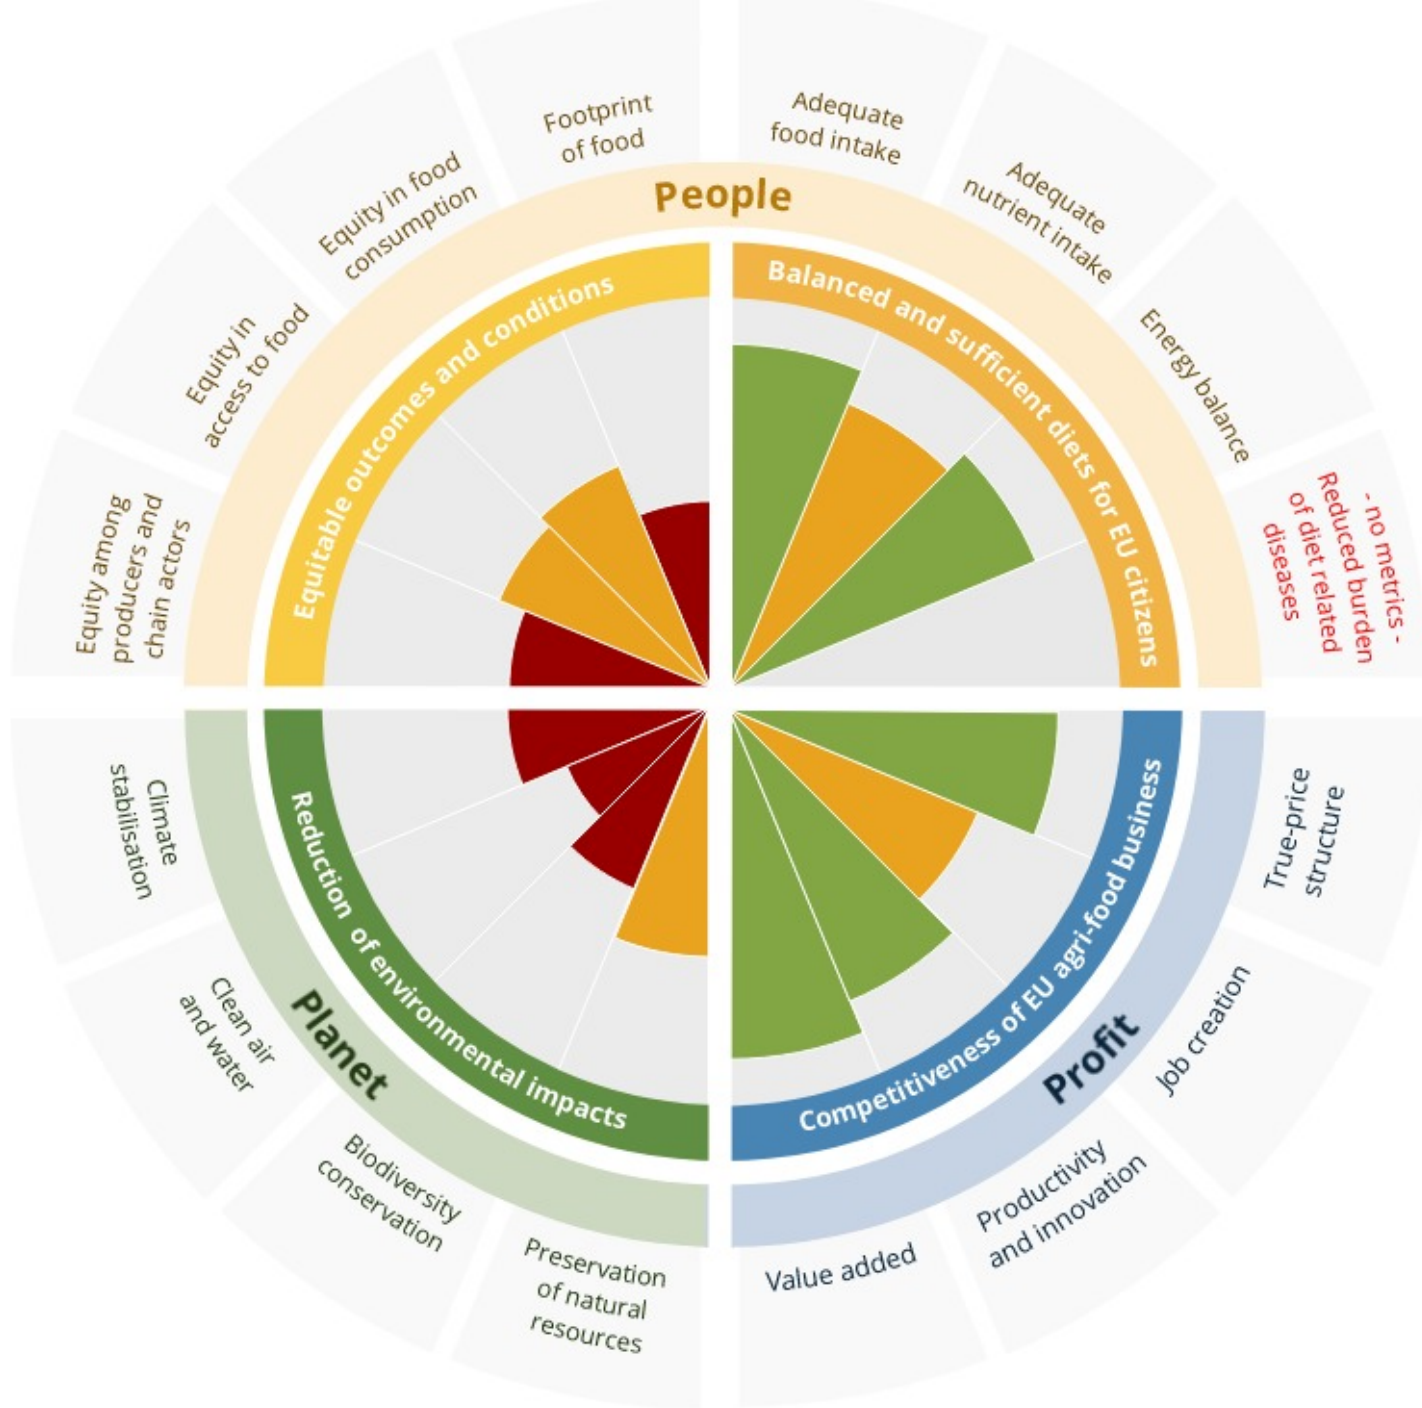 People
Balanced and sufficient diets for EU citizens
Adequate
food intake
Adequate
nutrient intake
Energy balance
- no metrics -
Reduced burden
of diet related
diseases
Profit
Competitiveness of EU agri-food business
True-price
structure
Job creation
Productivity
and innovation
Value added
Planet
Reduction of environmental impacts
Preservation
of natural
resources
Biodiversity
conservation
Clean air
and water
Climate
stabilisation
Equitable outcomes and conditions
Equity among
producers and
chain actors
Equity in
access to food
Equity in food
consumption
Footprint
of food